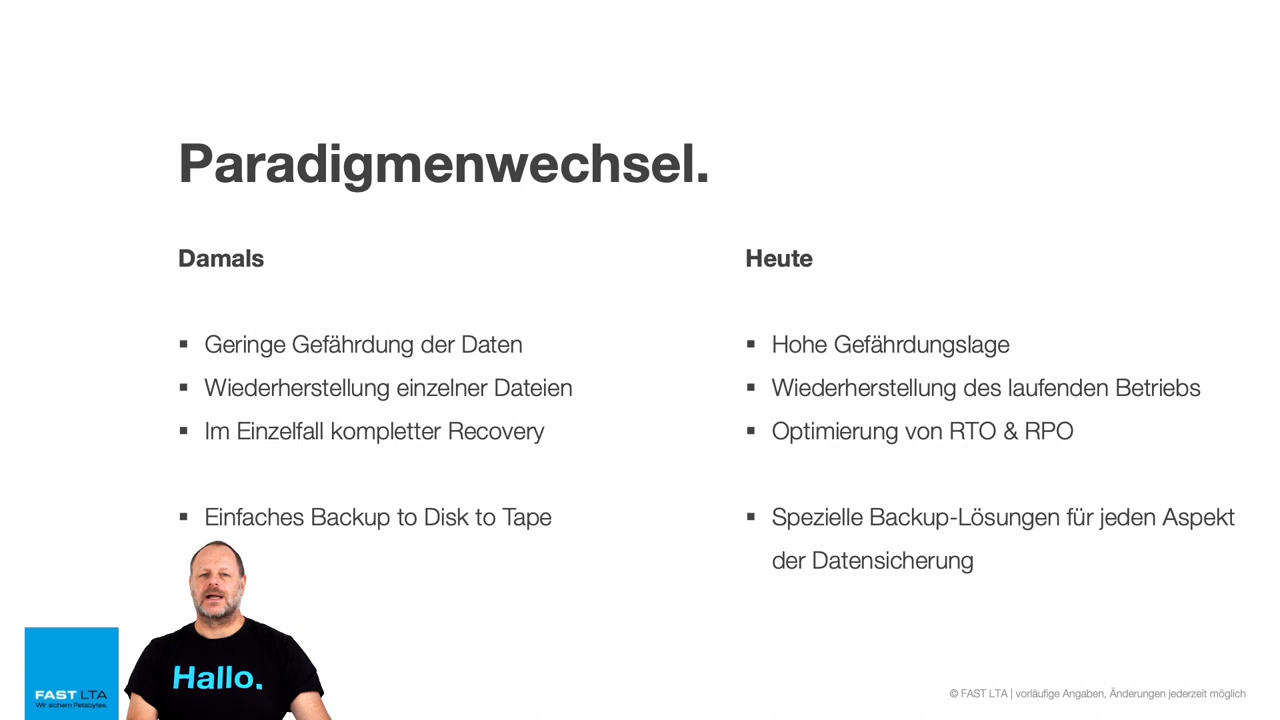 Paradigmenwechsel.
Damals
▪ Geringe Gefährdung der Daten
▪ Wiederherstellung einzelner Dateien
▪ Im Einzelfall kompletter Recovery
▪ Einfaches Backup to Disk to Tape
Heute
▪ Hohe Gefährdungslage
▪ Wiederherstellung des laufenden Betriebs
▪ Optimierung von RTO & RPO
▪ Spezielle Backup-Lösungen für jeden Aspekt
der Datensicherung
Hallo.
FAST LTA
Wir sichern Petabytes.
© FAST LTA | vorläufige Angaben, Änderungen jederzeit möglich